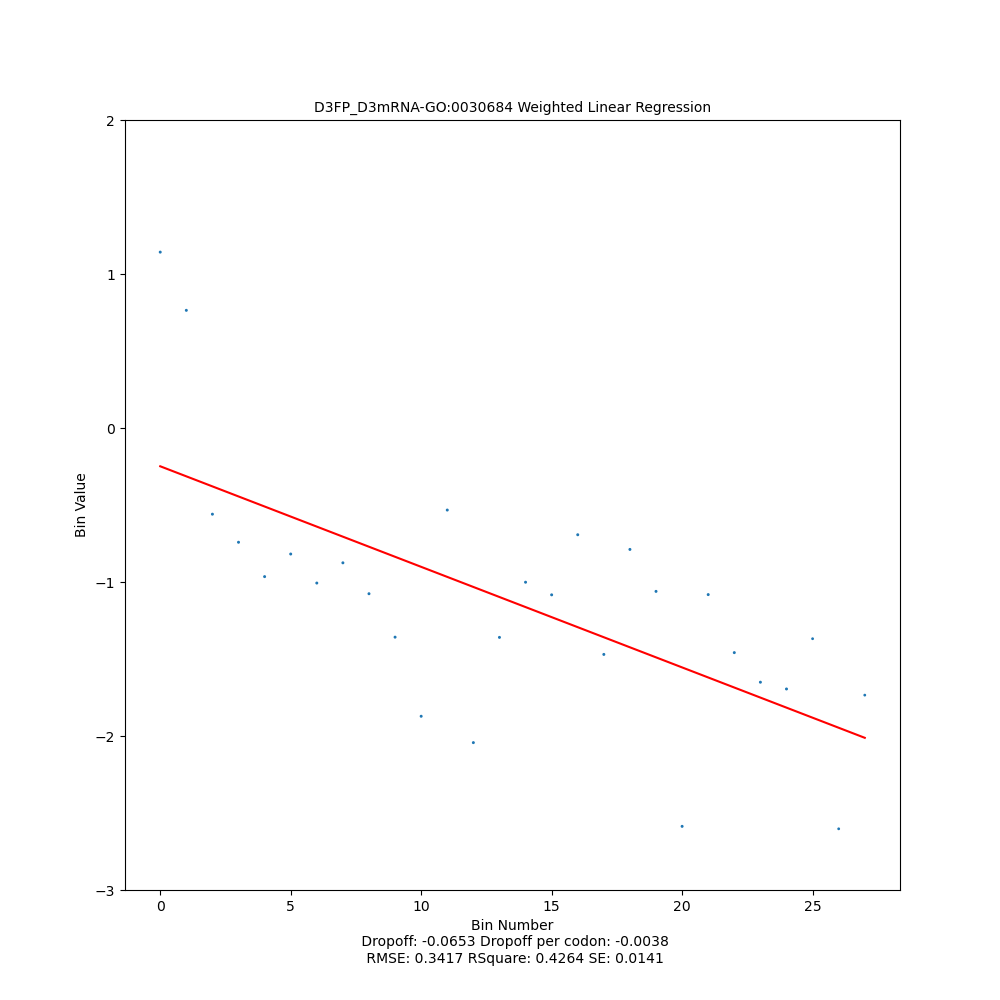 D3FP_D3mRNA-GO:0030684 Weighted Linear Regression
2
1
0
−1
−2
−3
Bin Value
0 5 10 15 20 25
Bin Number
Dropoff: -0.0653 Dropoff per codon: -0.0038
RMSE: 0.3417 RSquare: 0.4264 SE: 0.0141